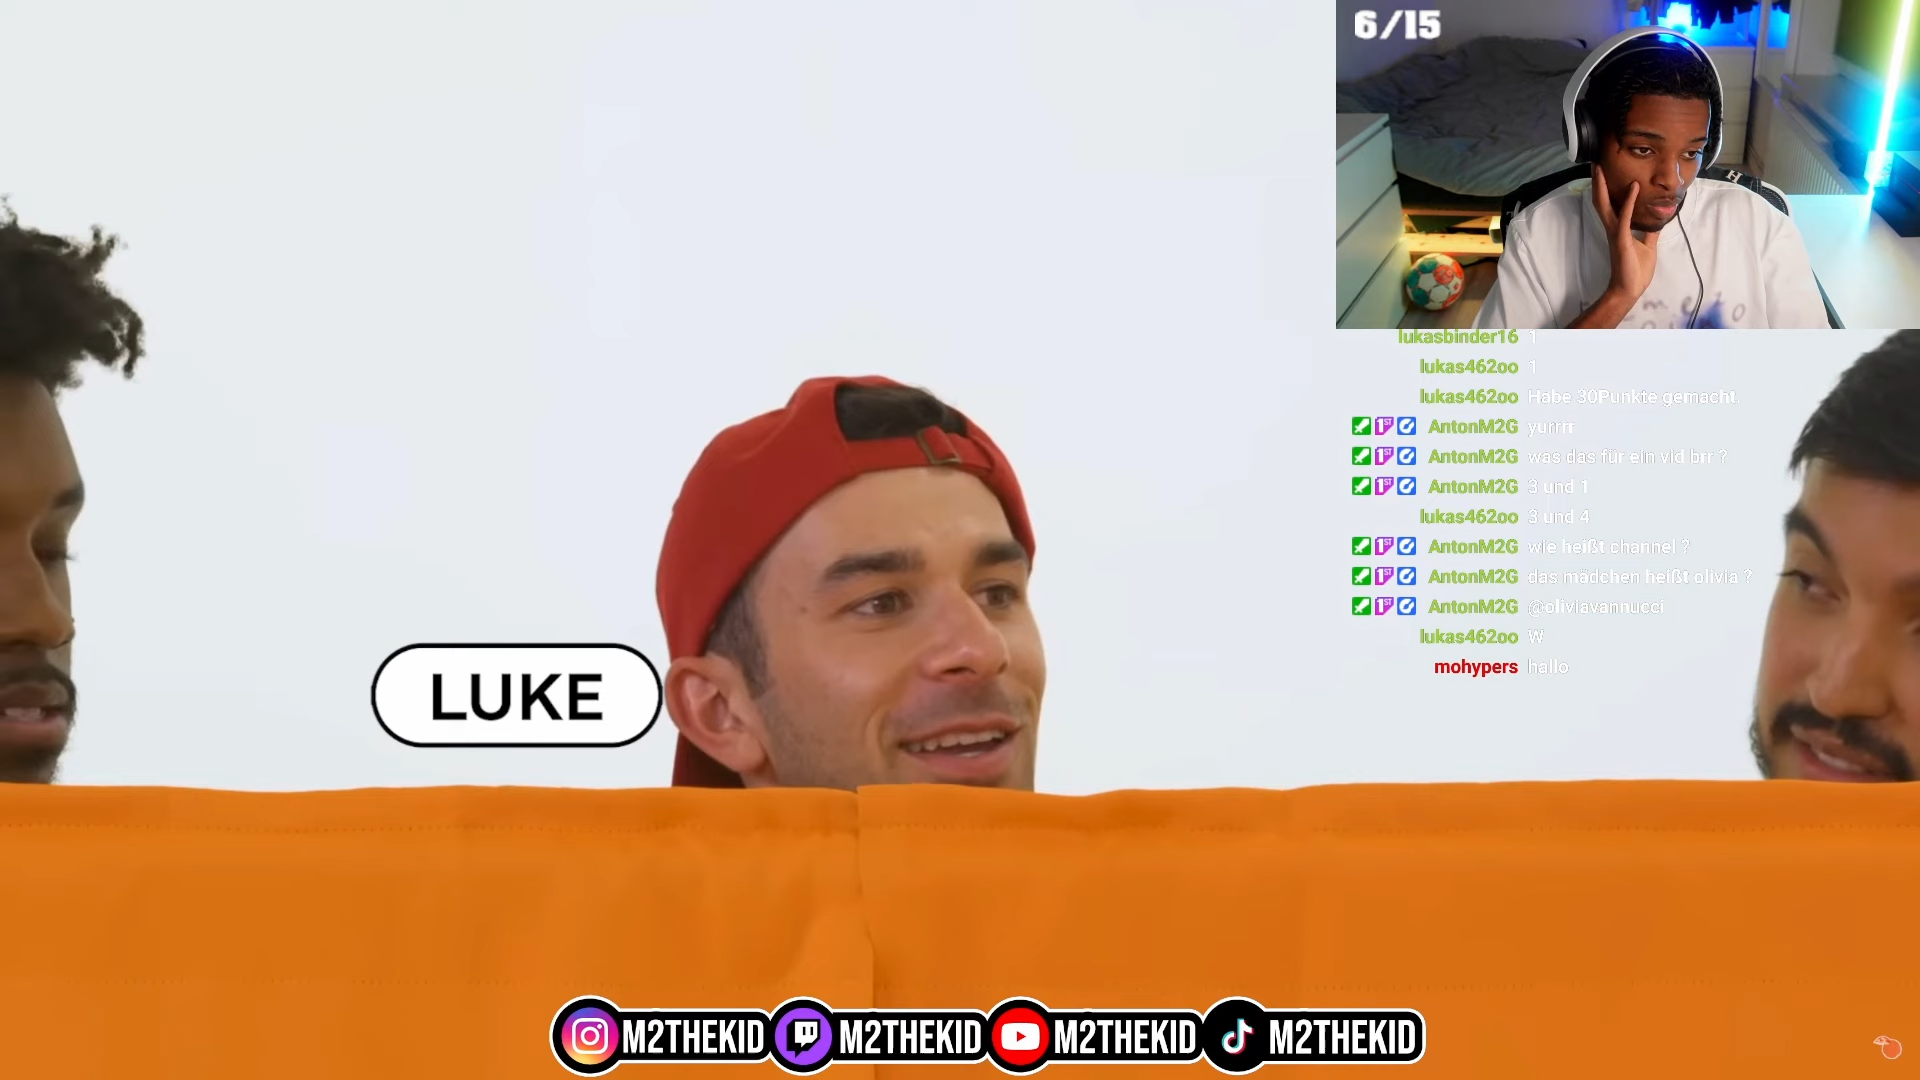 6/15
lukasbinder16 1
lukas462oo 1
lukas462oo Habe 30Punkte gemacht.
AntonM2G yurrrr
AntonM2G was das für ein vid brr ?
AntonM2G 3 und 1
lukas462oo 3 und 4
AntonM2G wie heißt channel ?
AntonM2G das mädchen heißt olivia ?
AntonM2G @oliviavannucci
lukas462oo W
mohypers hallo
LUKE
M2THEKID M2THEKID M2THEKID M2THEKID